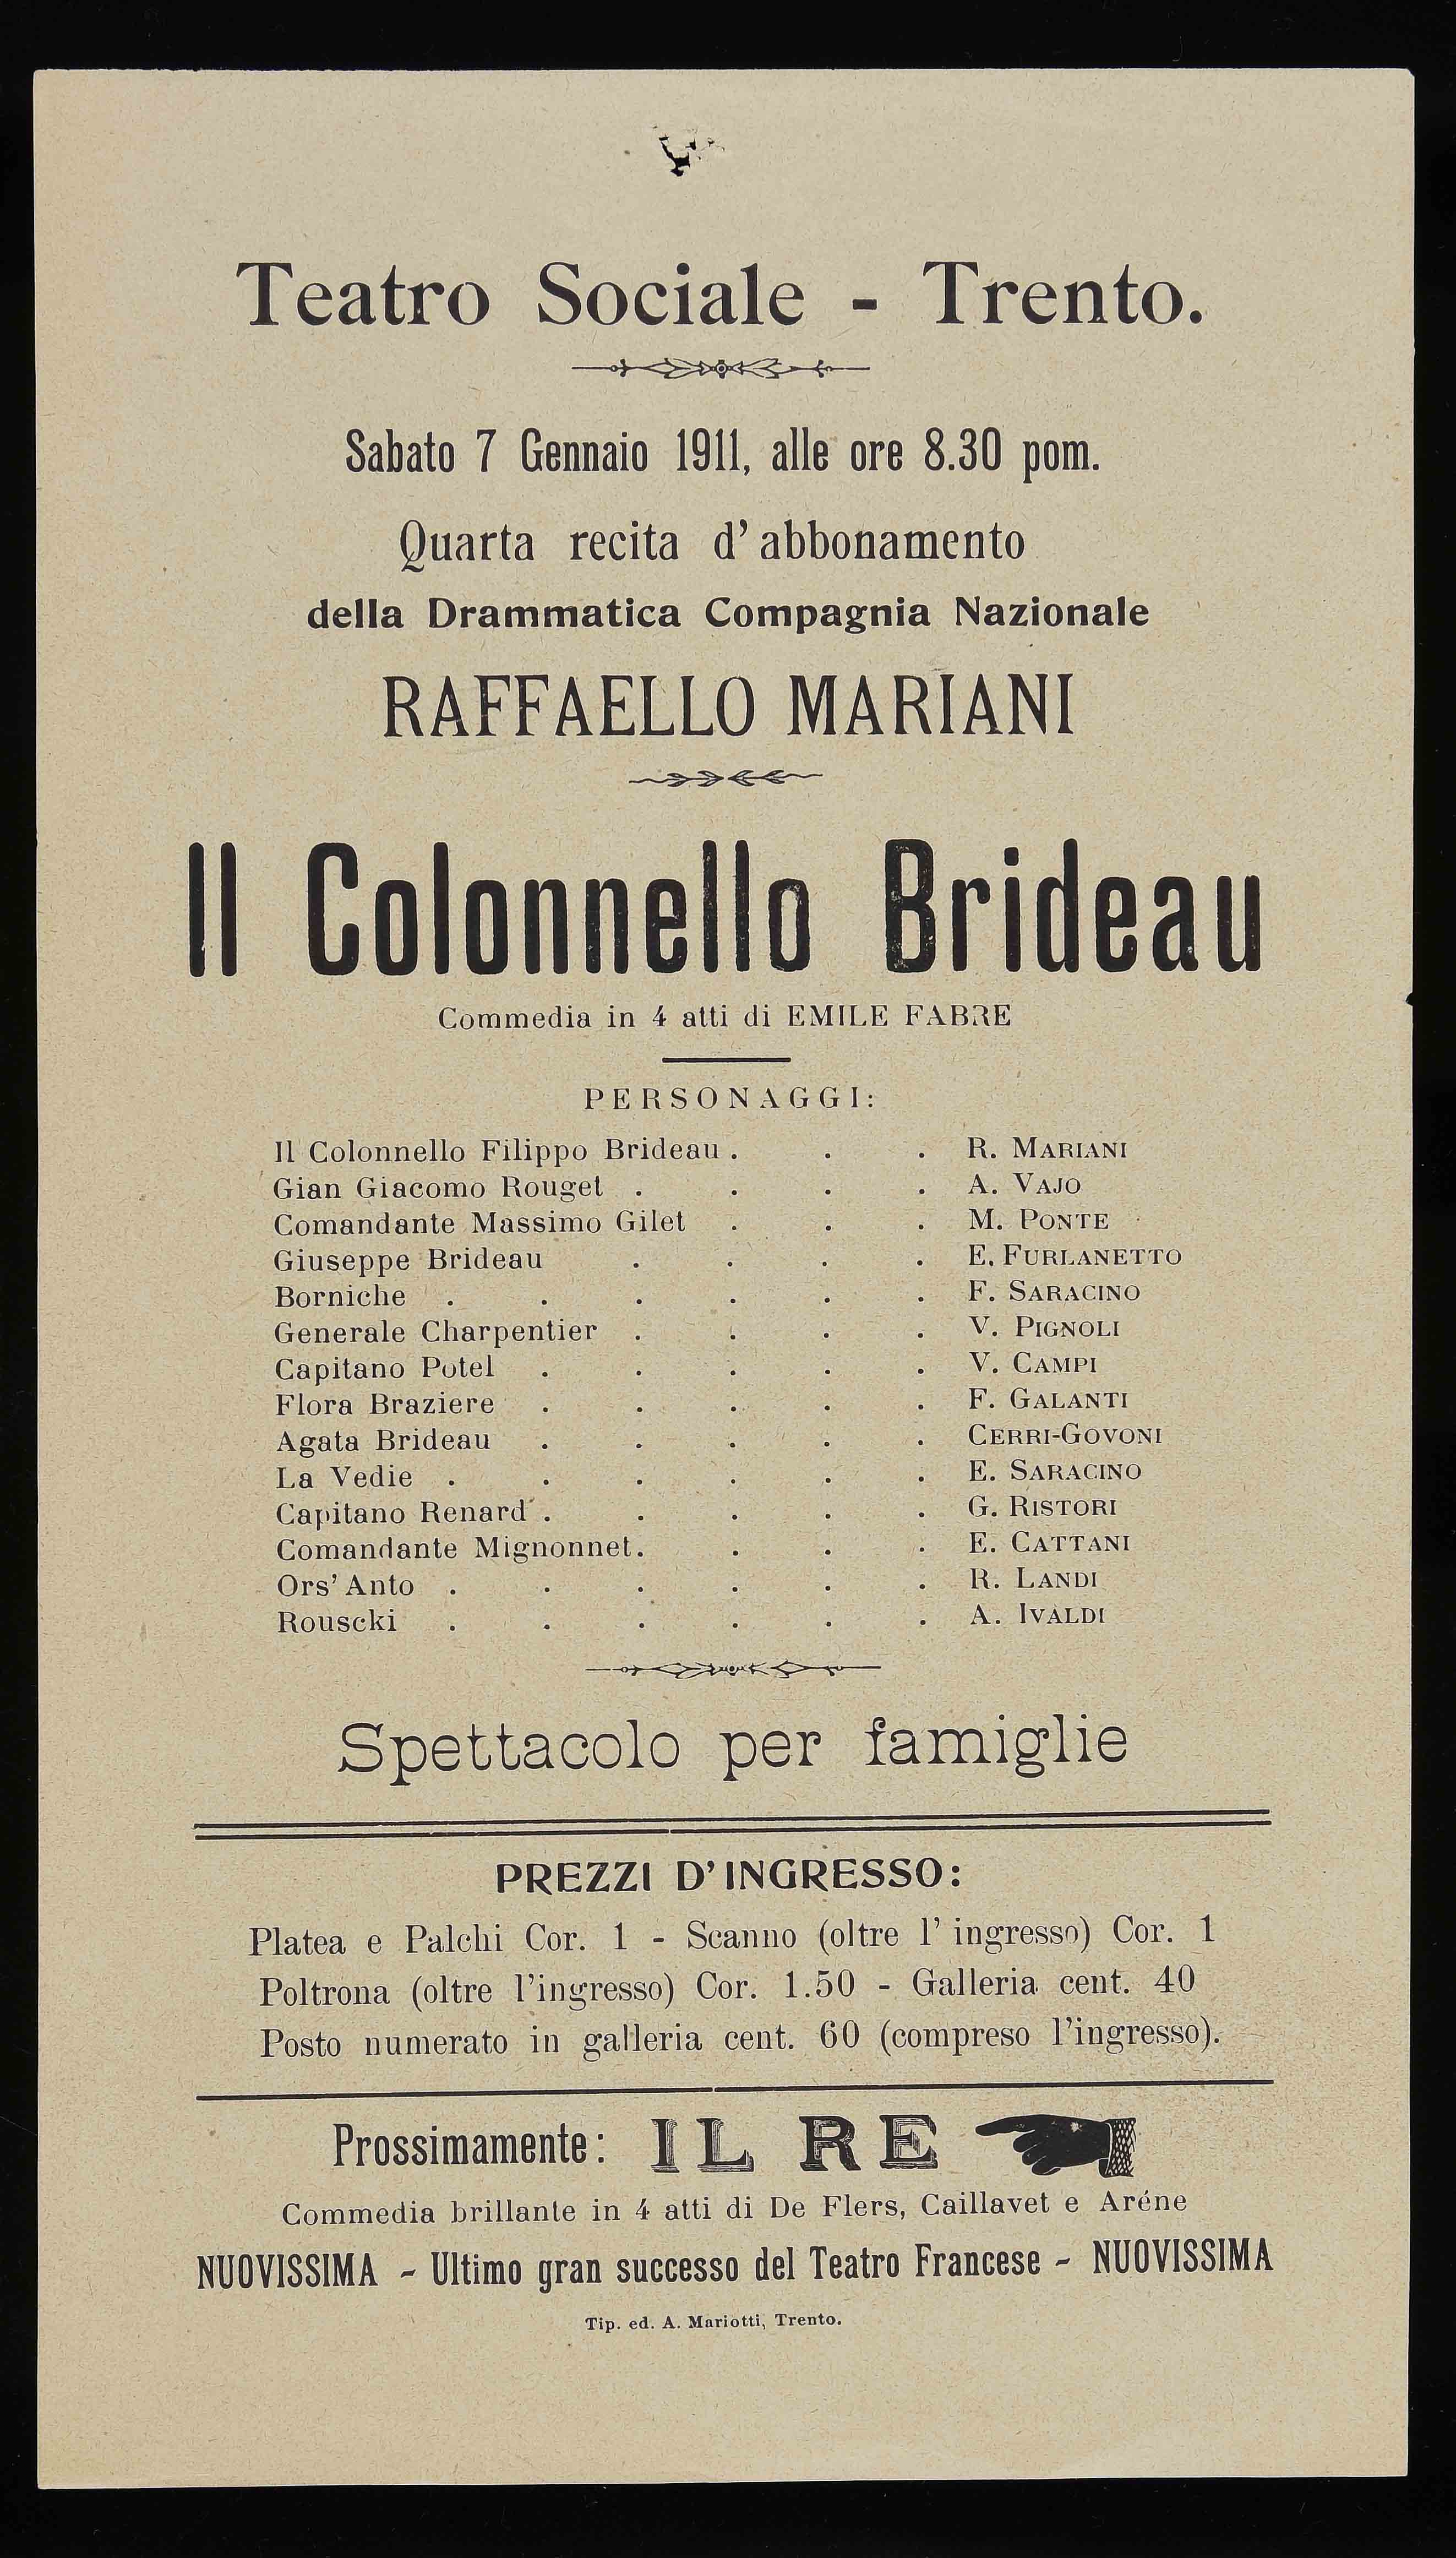 Teatro Sociale - Trento.
Sabato 7 Gennaio 1911, alle ore 8.30 pom.
Quarta recita d'abbonamento
della Drammatica Compagnia Nazionale
RAFFAELLO MARIANI
Il Colonnello Brideau
Commedia in 4 atti di EMILE FABRE
PERSONAGGI:
Il Colonnello Filippo Brideau . . . R. MARIANI
Gian Giacomo Rouget . . . . A. VAJO
Comandante Massimo Gilet . . . M. PONTE
Giuseppe Brideau . . . . E. FURLANETTO
Borniche . . . . . . F. SARACINO
Generale Charpentier . . . . V. PIGNOLI
Capitano Potel . . . . . V. CAMPI
Flora Braziere . . . . . F. GALANTI
Agata Brideau . . . . . CERRI-GOVONI
La Vedie . . . . . . E. SARACINO
Capitano Renard . . . . . G. RISTORI
Comandante Mignonnet. . . . E. CATTANI
Ors' Anto . . . . . . R. LANDI
Rouscki . . . . . . A. IVALDI
Spettacolo per famiglie
PREZZI D'INGRESSO:
Platea e Palchi Cor. 1 - Scanno (oltre l'ingresso) Cor. 1
Poltrona (oltre l'ingresso) Cor. 1.50 - Galleria cent. 40
Posto numerato in galleria cent. 60 (compreso l'ingresso).
Prossimamente: IL RE
Commedia brillante in 4 atti di De Flers, Caillavet e Aréne
NUOVISSIMA - Ultimo gran successo del Teatro Francese - NUOVISSIMA
Tip. ed. A. Mariotti, Trento.